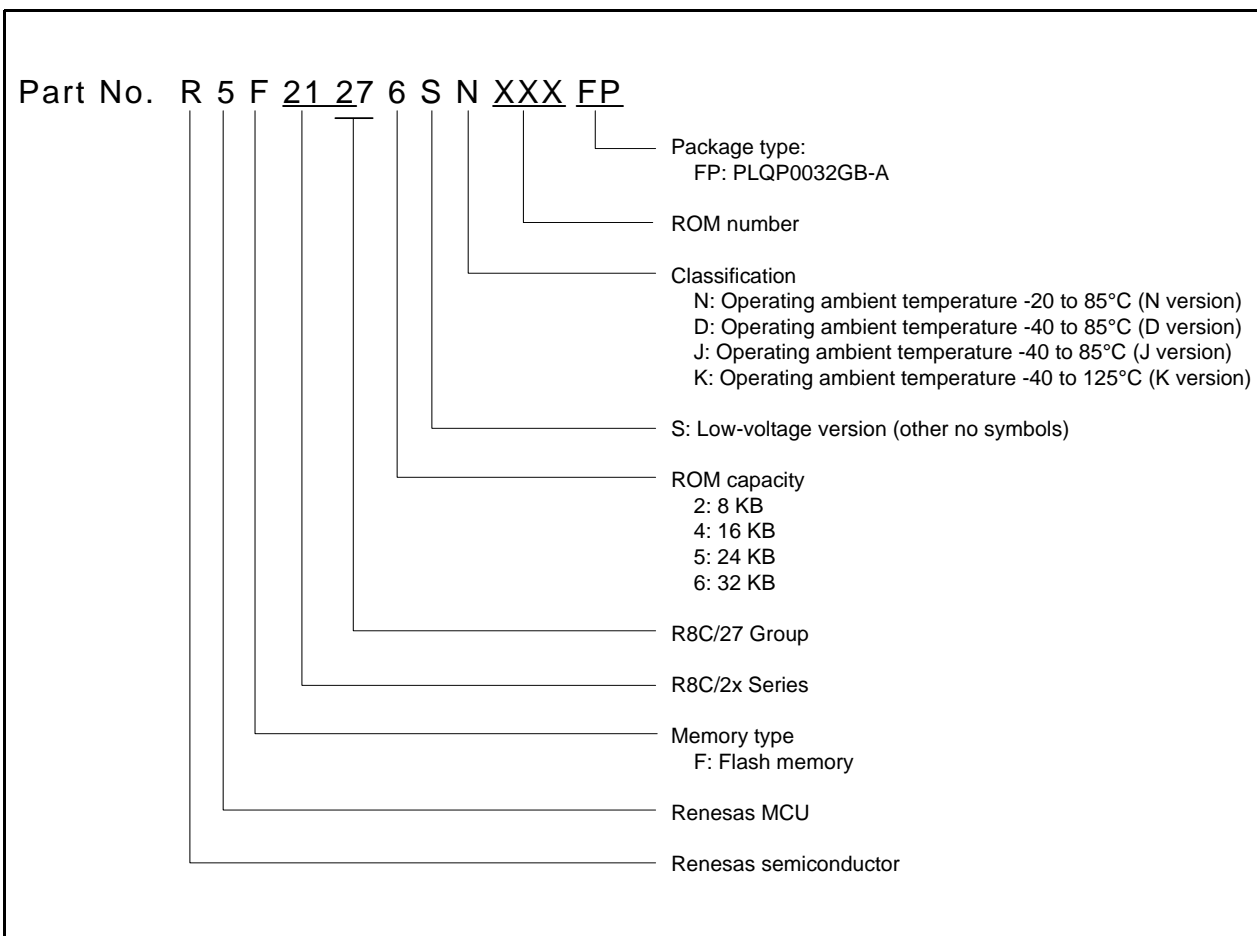 Part No. R 5 F 21 27 6 S N XXX FP
Package type:
FP: PLQP0032GB-A
ROM number
Classification
N: Operating ambient temperature -20 to 85°C (N version)
D: Operating ambient temperature -40 to 85°C (D version)
J: Operating ambient temperature -40 to 85°C (J version)
K: Operating ambient temperature -40 to 125°C (K version)
S: Low-voltage version (other no symbols)
ROM capacity
2: 8 KB
4: 16 KB
5: 24 KB
6: 32 KB
R8C/27 Group
R8C/2x Series
Memory type
F: Flash memory
Renesas MCU
Renesas semiconductor